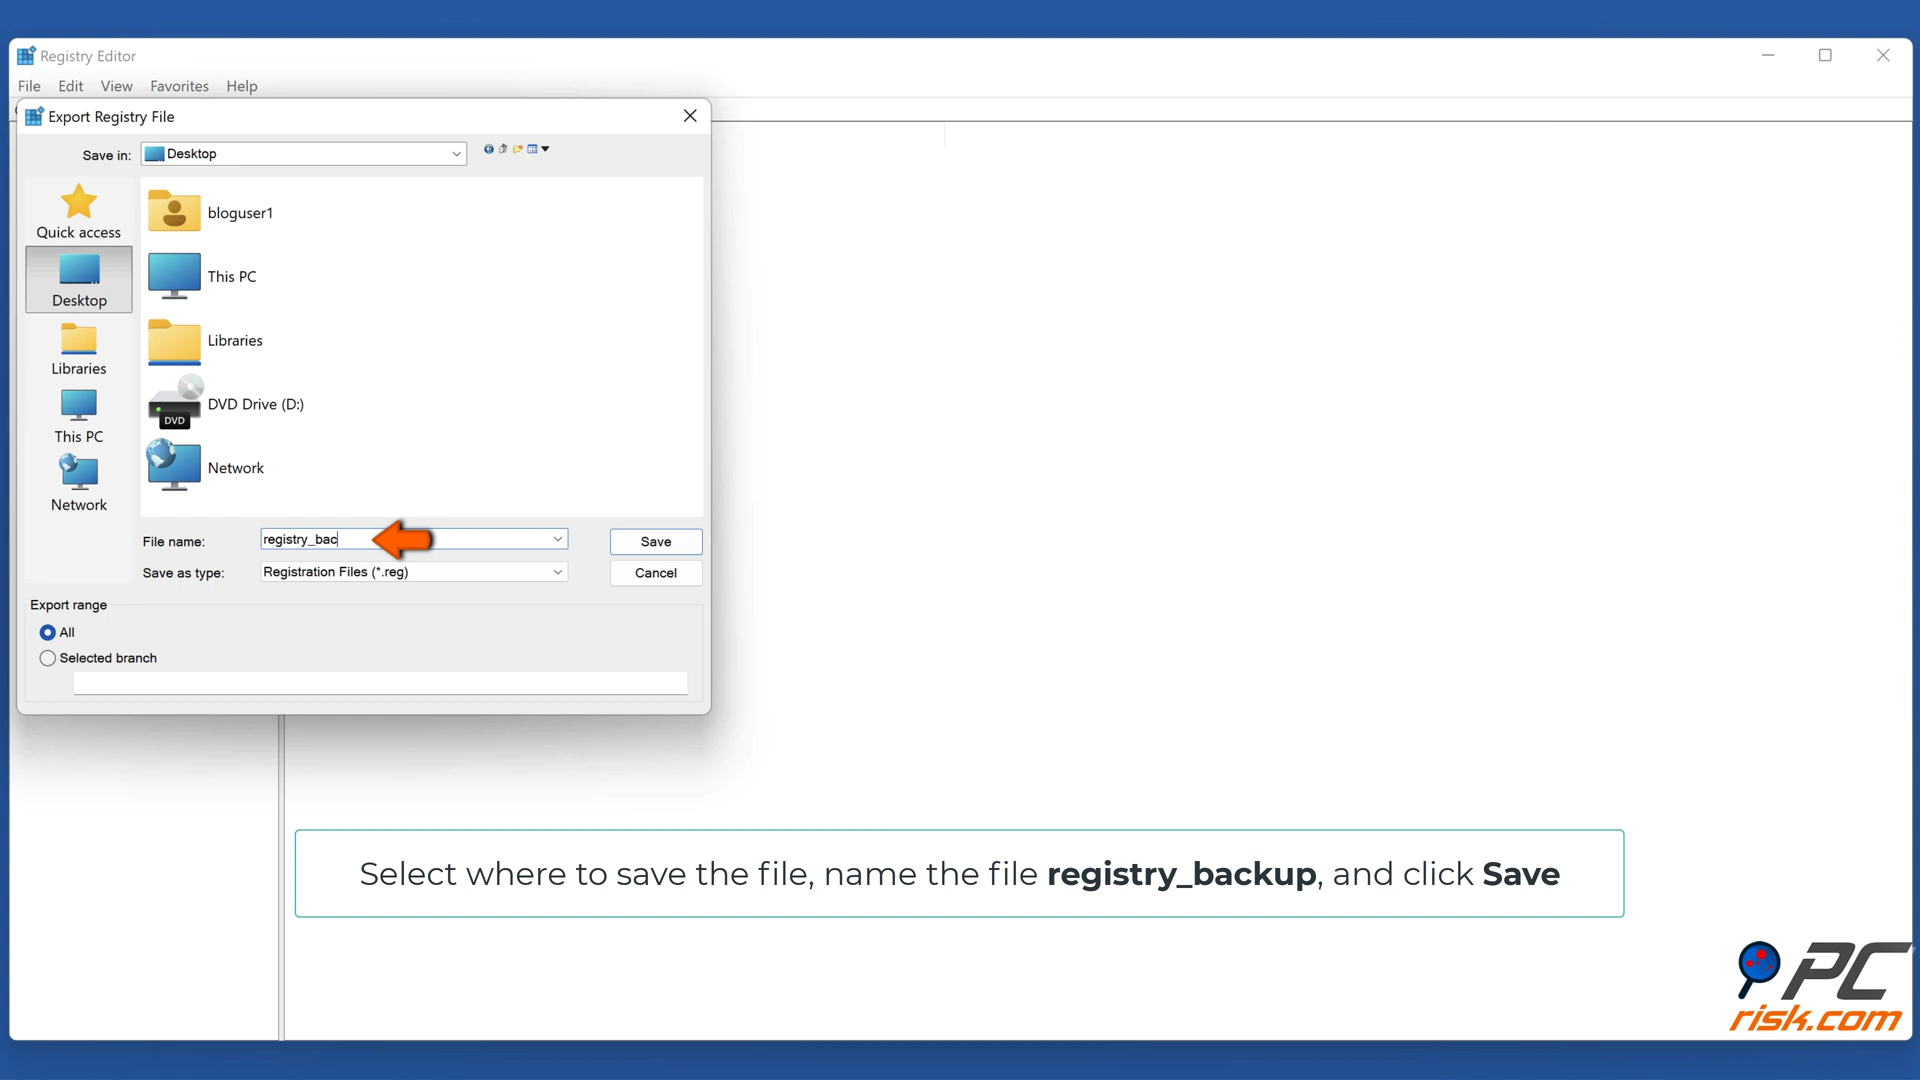 Registry Editor
File Edit View Favorites Help
Export Registry File
Save in: Desktop
Quick access
Desktop
Libraries
This PC
Network
bloguser1
This PC
Libraries
DVD
DVD Drive (D:)
Network
File name: registry_bac
Save
Save as type: Registration Files (*.reg)
Cancel
Export range
All
Selected branch
Select where to save the file, name the file registry_backup, and click Save
PC
risk.com